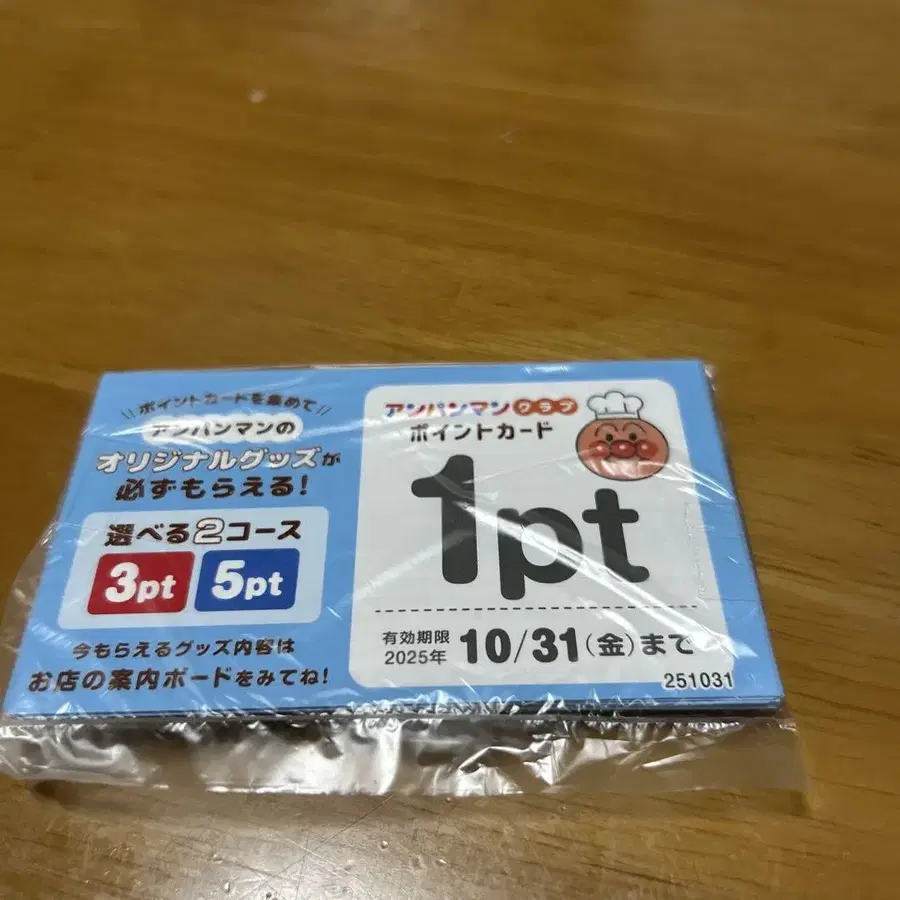 ポイントカードを集めて
アンパンマンの
オリジナルグッズが
必ずもらえる!
選べる2コース
3pt 5pt
今もらえるグッズ内容は
お店の案内ボードをみてね!
アンパンマンクラブ
ポイントカード
1pt
有効期限
2025年 10/31(金)まで
251031